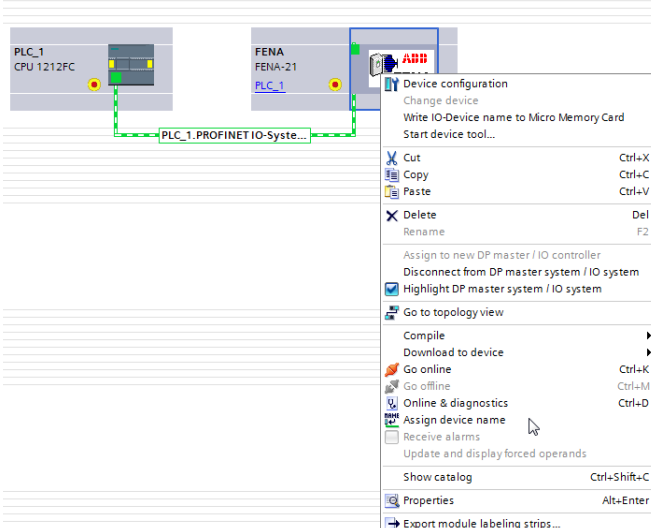 PLC_1
CPU 1212FC
FENA
FENA-21
PLC_1
ABB
PLC_1.PROFINET IO-Syste...
Device configuration
Change device
Write IO-Device name to Micro Memory Card
Start device tool...
Cut Ctrl+X
Copy Ctrl+C
Paste Ctrl+V
Delete Del
Rename F2
Assign to new DP master / IO controller
Disconnect from DP master system / IO system
Highlight DP master system / IO system
Go to topology view
Compile
Download to device
Go online Ctrl+K
Go offline Ctrl+M
Online & diagnostics Ctrl+D
NAME Assign device name
Receive alarms
Update and display forced operands
Show catalog Ctrl+Shift+C
Properties Alt+Enter
Export module labeling strips...